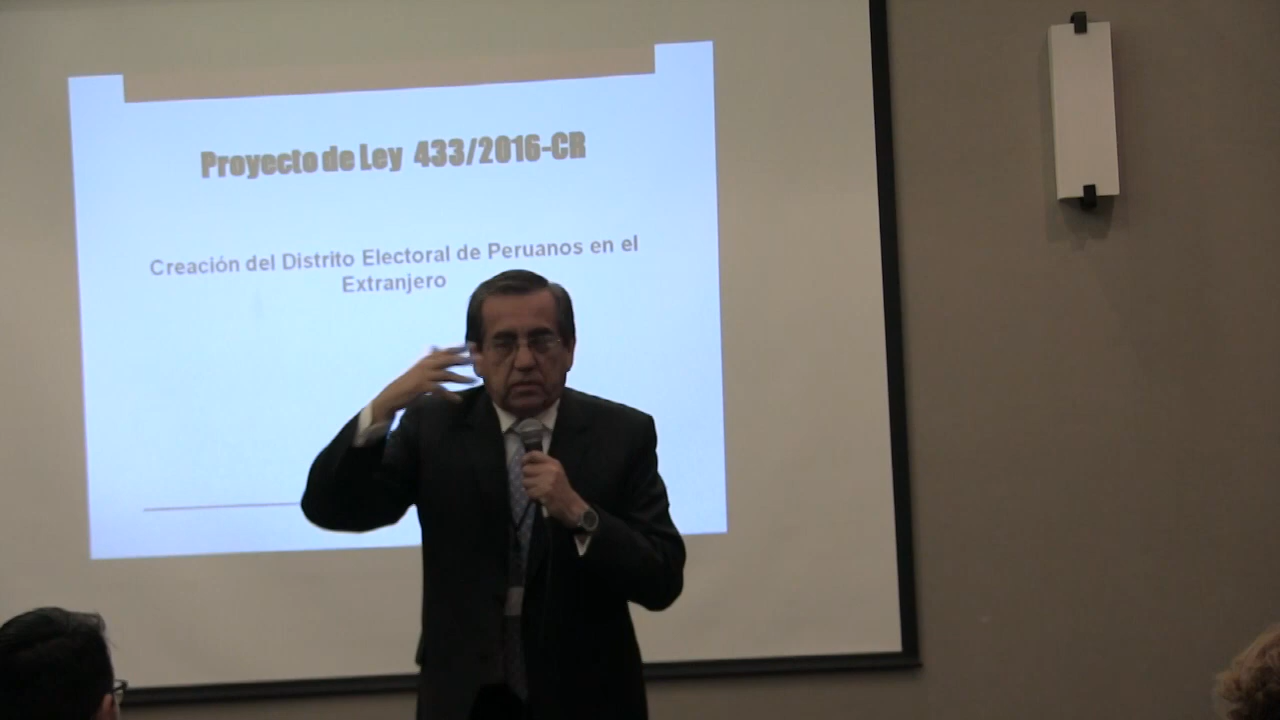 Proyecto de Ley 433/2016-CR
Creación del Distrito Electoral de Peruanos en el
Extranjero